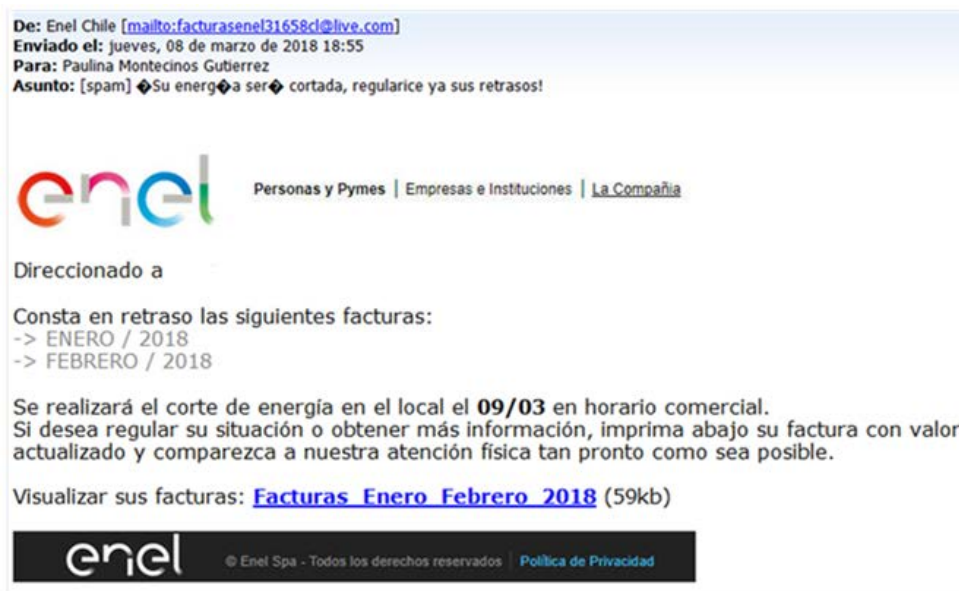 De: Enel Chile [mailto:facturasenel31658cl@live.com]
Enviado el: jueves, 08 de marzo de 2018 18:55
Para: Paulina Montecinos Gutierrez
Asunto: [spam] �Su energ�a ser� cortada, regularice ya sus retrasos!
enel
Personas y Pymes | Empresas e Instituciones | La Compañia
Direccionado a
Consta en retraso las siguientes facturas:
-> ENERO / 2018
-> FEBRERO / 2018
Se realizará el corte de energía en el local el 09/03 en horario comercial.
Si desea regular su situación o obtener más información, imprima abajo su factura con valor
actualizado y comparezca a nuestra atención física tan pronto como sea posible.
Visualizar sus facturas: Facturas_Enero_Febrero_2018 (59kb)
enel © Enel Spa - Todos los derechos reservados | Política de Privacidad